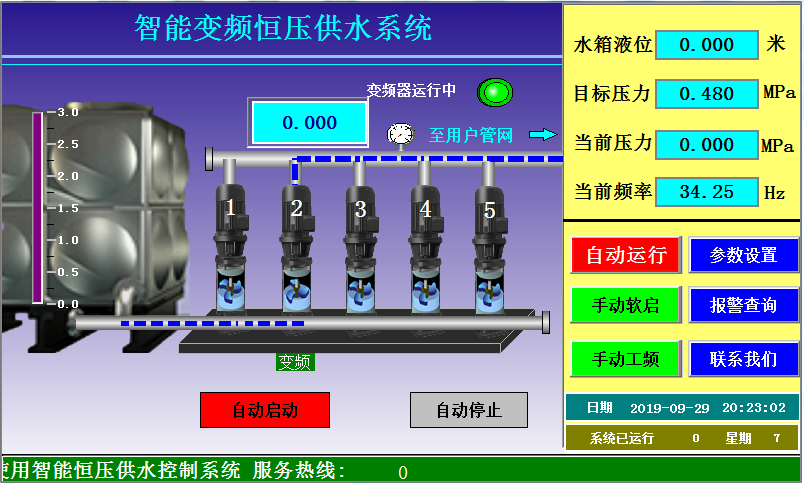 智能变频恒压供水系统
变频器运行中
0.000
至用户管网
3.0
2.5
2.0
1.5
1.0
0.5
0.0
1 2 3 4 5
变频
自动启动 自动停止
水箱液位 0.000 米
目标压力 0.480 MPa
当前压力 0.000 MPa
当前频率 34.25 Hz
自动运行 参数设置
手动软启 报警查询
手动工频 联系我们
日期 2019-09-29 20:23:02
系统已运行 0 星期 7
使用智能恒压供水控制系统 服务热线: 0